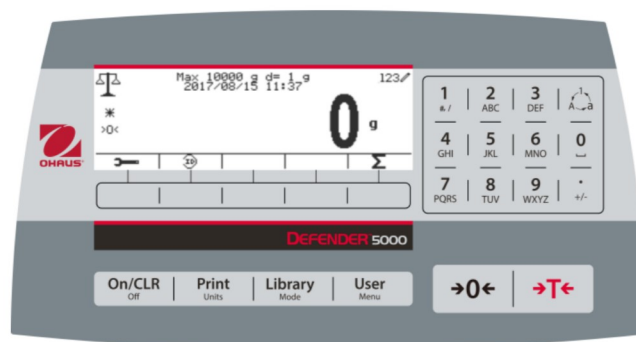 Max 10000 g d= 1 g
2017/08/15 11:37
123
>0<
0 g
ID
Σ
OHAUS
DEFENDER 5000
1 &/ 2 ABC 3 DEF 1 A a
4 GHI 5 JKL 6 MNO 0
7 PQRS 8 TUV 9 WXYZ . +/-
On/CLR Print Library User
Off Units Mode Menu
→0← →T←